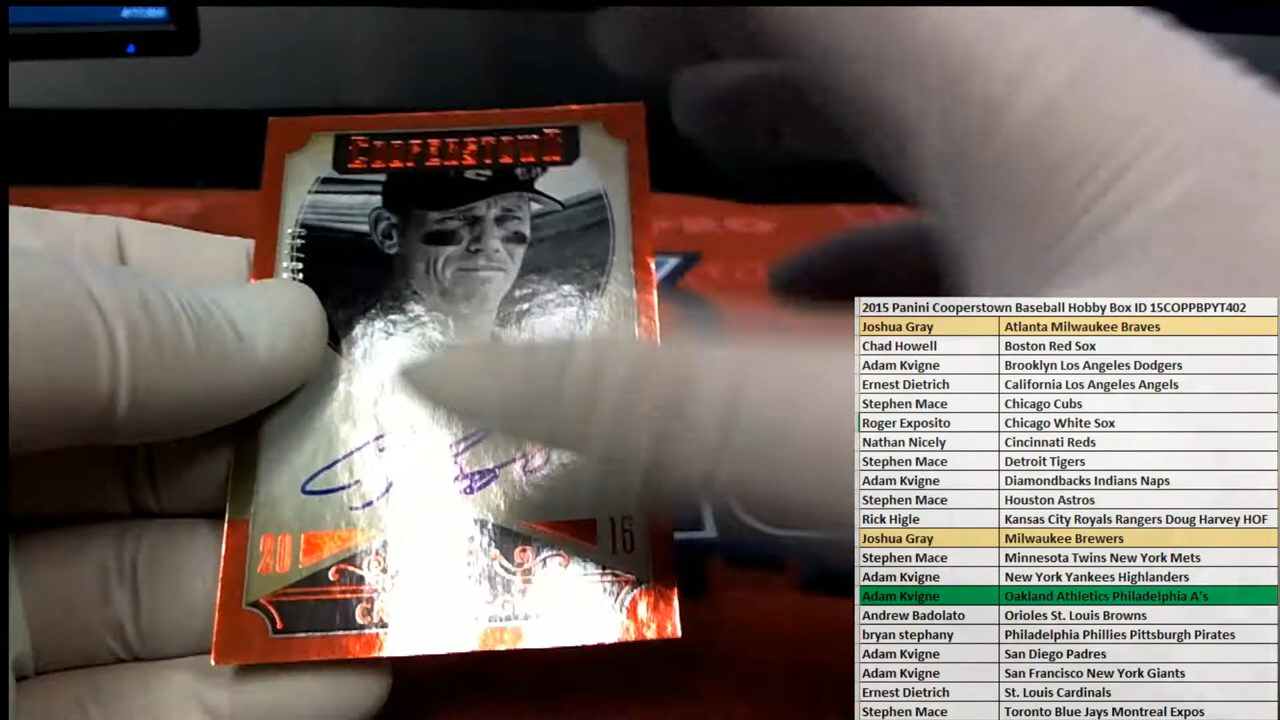 COOPERSTOWN
20 15
2015 Panini Cooperstown Baseball Hobby Box ID 15COPPBPYT402
Joshua Gray Atlanta Milwaukee Braves
Chad Howell Boston Red Sox
Adam Kvigne Brooklyn Los Angeles Dodgers
Ernest Dietrich California Los Angeles Angels
Stephen Mace Chicago Cubs
Roger Exposito Chicago White Sox
Nathan Nicely Cincinnati Reds
Stephen Mace Detroit Tigers
Adam Kvigne Diamondbacks Indians Naps
Stephen Mace Houston Astros
Rick Higle Kansas City Royals Rangers Doug Harvey HOF
Joshua Gray Milwaukee Brewers
Stephen Mace Minnesota Twins New York Mets
Adam Kvigne New York Yankees Highlanders
Adam Kvigne Oakland Athletics Philadelphia A's
Andrew Badolato Orioles St. Louis Browns
bryan stephany Philadelphia Phillies Pittsburgh Pirates
Adam Kvigne San Diego Padres
Adam Kvigne San Francisco New York Giants
Ernest Dietrich St. Louis Cardinals
Stephen Mace Toronto Blue Jays Montreal Expos